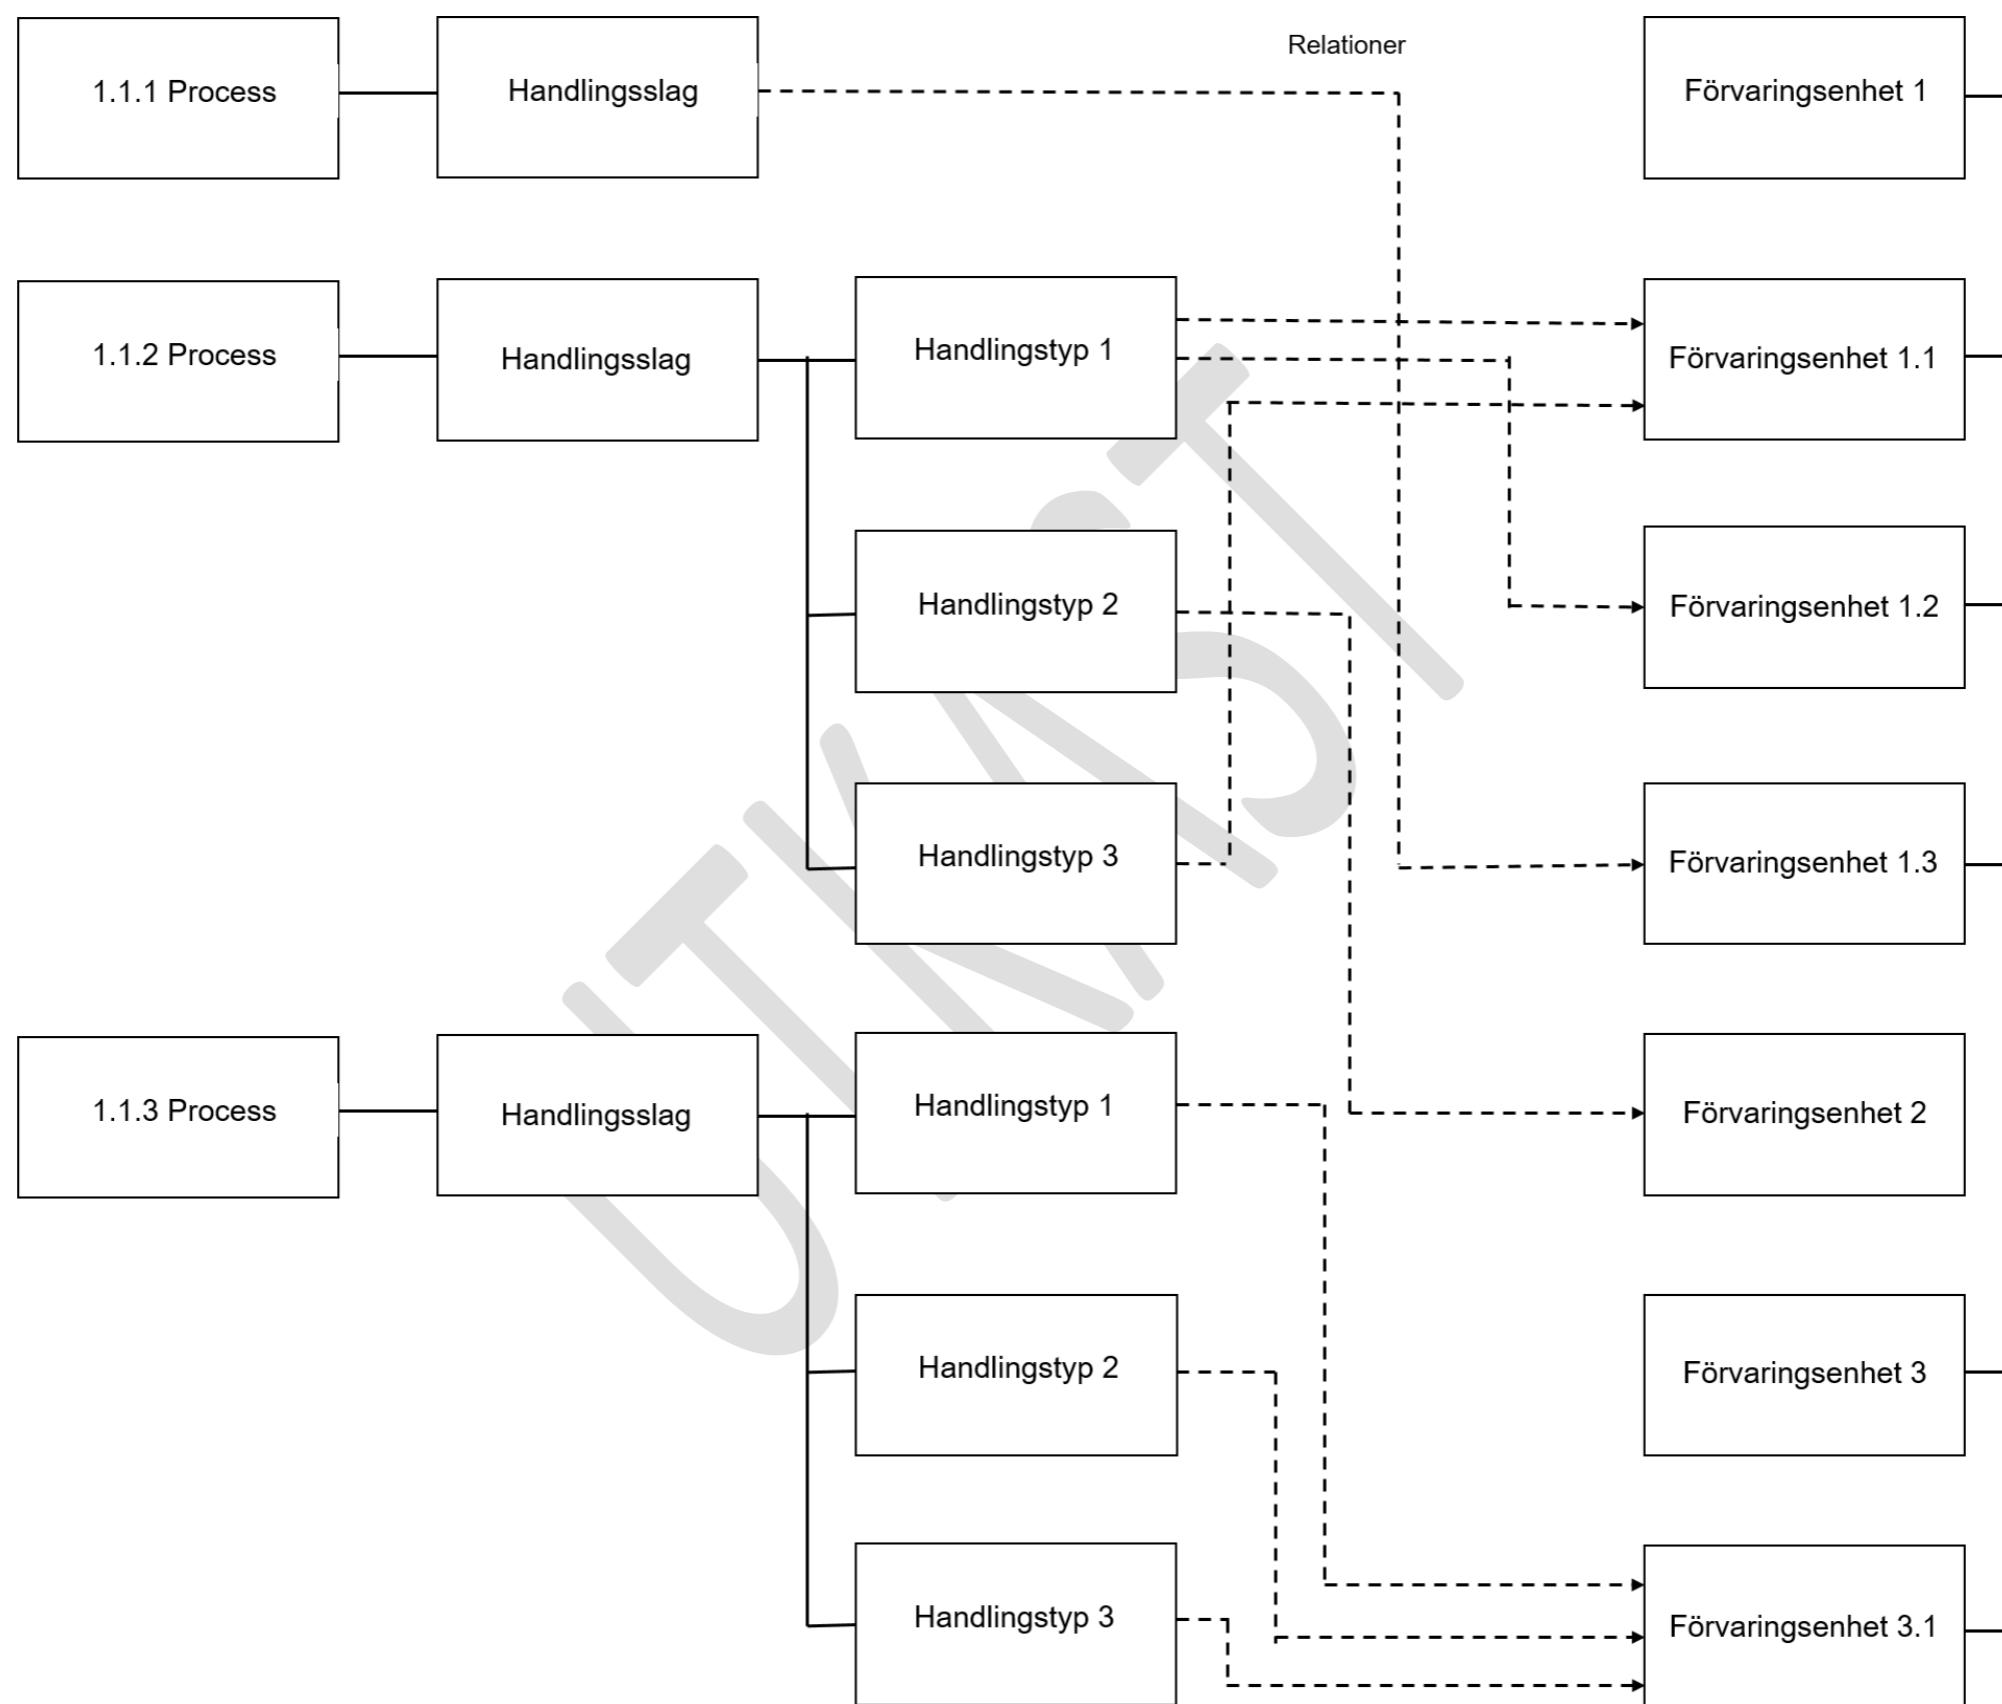 Relationer
1.1.1 Process
Handlingsslag
Förvaringsenhet 1
1.1.2 Process
Handlingsslag
Handlingstyp 1
Förvaringsenhet 1.1
Handlingstyp 2
Förvaringsenhet 1.2
Handlingstyp 3
Förvaringsenhet 1.3
1.1.3 Process
Handlingsslag
Handlingstyp 1
Förvaringsenhet 2
Handlingstyp 2
Förvaringsenhet 3
Handlingstyp 3
Förvaringsenhet 3.1
UTKAST